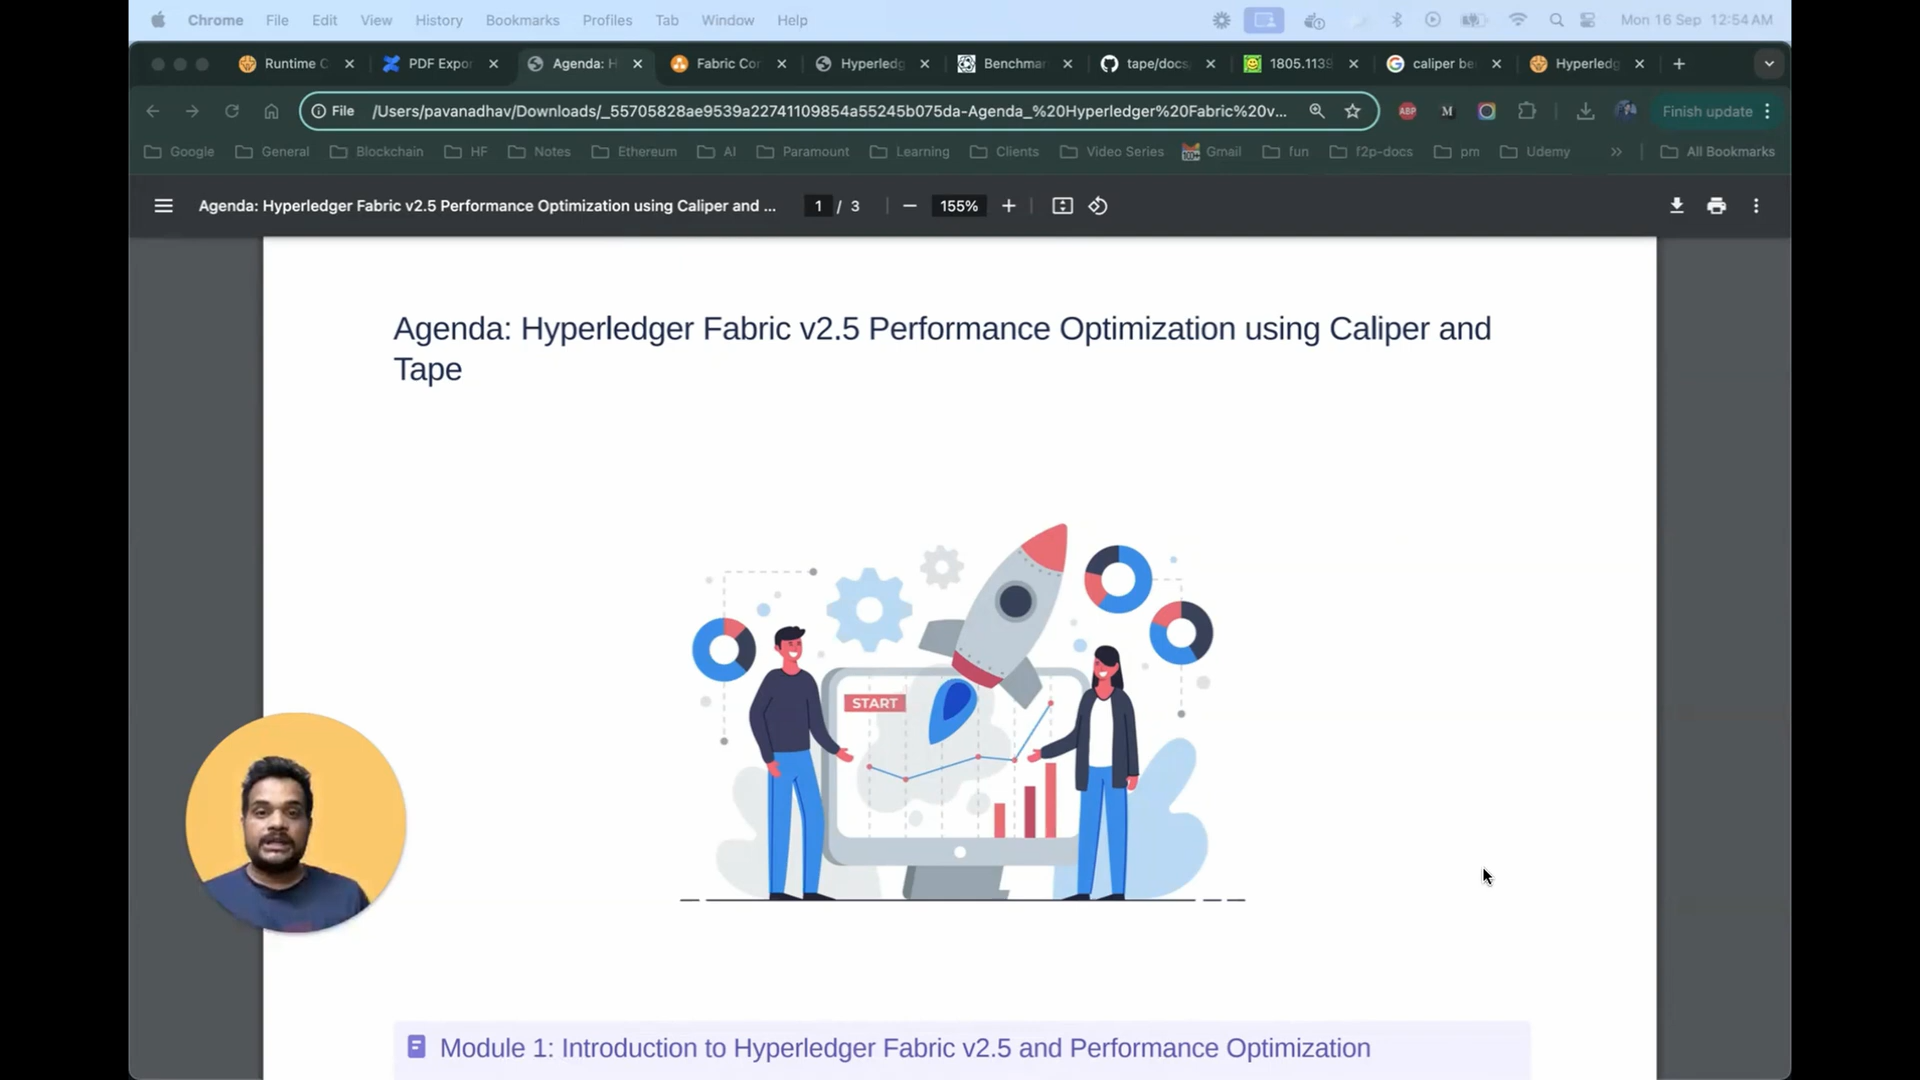 Chrome File Edit View History Bookmarks Profiles Tab Window Help Mon 16 Sep 12:54 AM
Runtime C PDF Expor Agenda: H Fabric Cor Hyperledg Benchmar tape/docs 1805.1139 caliper be Hyperledg
File /Users/pavanadhav/Downloads/_55705828ae9539a22741109854a55245b075da-Agenda_%20Hyperledger%20Fabric%20v... ABP M Finish update
Google General Blockchain HF Notes Ethereum AI Paramount Learning Clients Video Series Gmail fun f2p-docs pm Udemy » All Bookmarks
Agenda: Hyperledger Fabric v2.5 Performance Optimization using Caliper and ... 1 / 3 155%
Agenda: Hyperledger Fabric v2.5 Performance Optimization using Caliper and
Tape
START
Module 1: Introduction to Hyperledger Fabric v2.5 and Performance Optimization